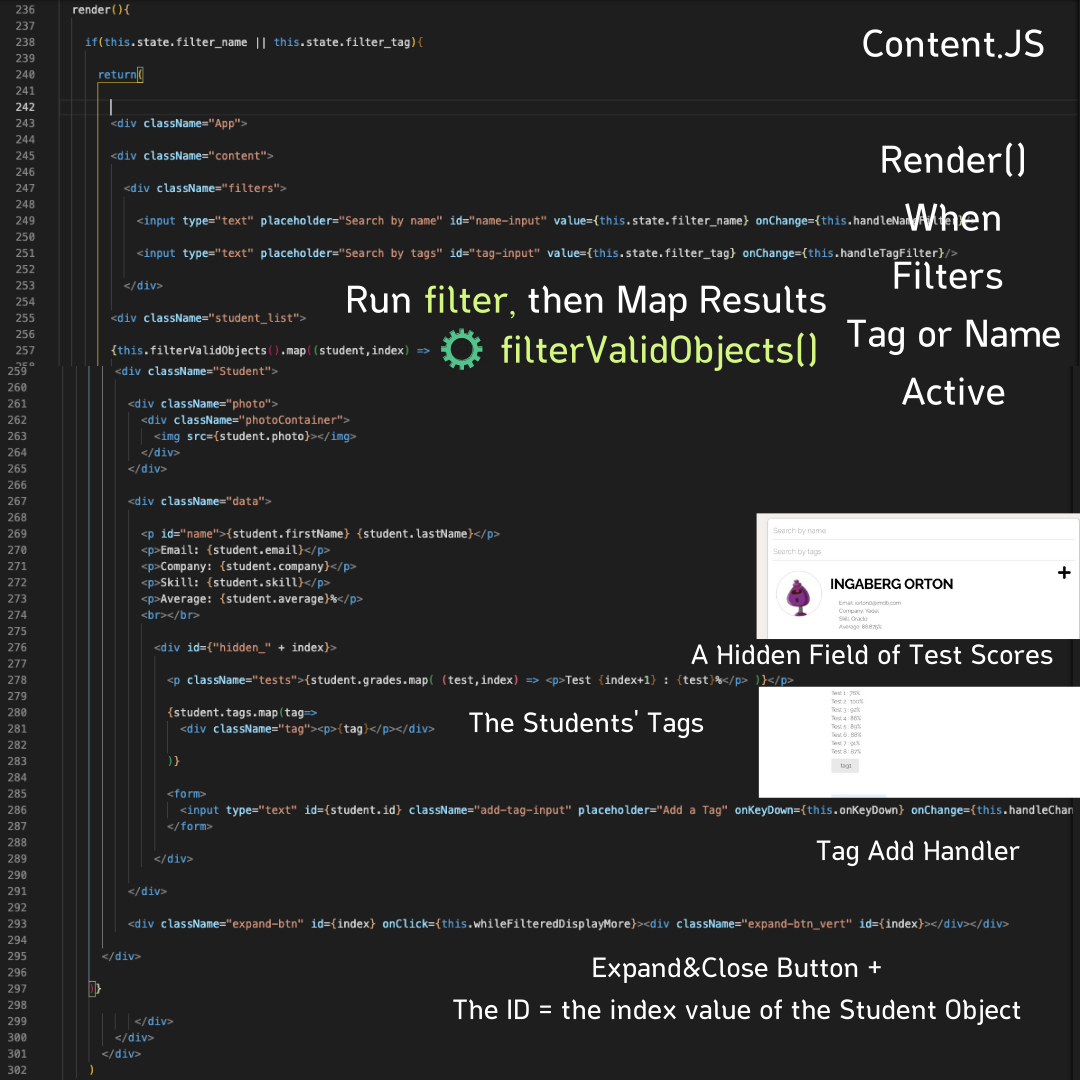 Content.JS
Render()
When
Filters
Tag or Name
Active
236 render(){
237
238 if(this.state.filter_name || this.state.filter_tag){
239
240 return(
241
242
243 <div className="App">
244
245 <div className="content">
246
247 <div className="filters">
248
249 <input type="text" placeholder="Search by name" id="name-input" value={this.state.filter_name} onChange={this.handleNameFilter}/>
250
251 <input type="text" placeholder="Search by tags" id="tag-input" value={this.state.filter_tag} onChange={this.handleTagFilter}/>
252
253 </div>
254
Run filter, then Map Results
255 <div className="student_list">
256
257 {this.filterValidObjects().map((student,index) =>
filterValidObjects()
259 <div className="Student">
260
261 <div className="photo">
262 <div className="photoContainer">
263 <img src={student.photo}></img>
264 </div>
265 </div>
266
267 <div className="data">
268
269 <p id="name">{student.firstName} {student.lastName}</p>
270 <p>Email: {student.email}</p>
271 <p>Company: {student.company}</p>
272 <p>Skill: {student.skill}</p>
273 <p>Average: {student.average}%</p>
274 <br></br>
275
276 <div id={"hidden_" + index}>
277
278 <p className="tests">{student.grades.map( (test,index) => <p>Test {index+1} : {test}%</p> )}</p>
279
280 {student.tags.map(tag=>
281 <div className="tag"><p>{tag}</p></div>
282
283 )}
284
285 <form>
286 <input type="text" id={student.id} className="add-tag-input" placeholder="Add a Tag" onKeyDown={this.onKeyDown} onChange={this.handleChan
287 </form>
288
289 </div>
290
291 </div>
292
293 <div className="expand-btn" id={index} onClick={this.whileFilteredDisplayMore}><div className="expand-btn_vert" id={index}></div></div>
294
295 </div>
296
297 )}
298
299 </div>
300 </div>
301 </div>
302 )
Search by name
Search by tags
INGABERG ORTON
+
Email: iorton0@imdb.com
Company: Yadel
Skill: Oracle
Average: 88.875%
A Hidden Field of Test Scores
The Students' Tags
Test 1 : 78%
Test 2 : 100%
Test 3 : 92%
Test 4 : 86%
Test 5 : 89%
Test 6 : 88%
Test 7 : 91%
Test 8 : 87%
tag1
Tag Add Handler
Expand&Close Button +
The ID = the index value of the Student Object